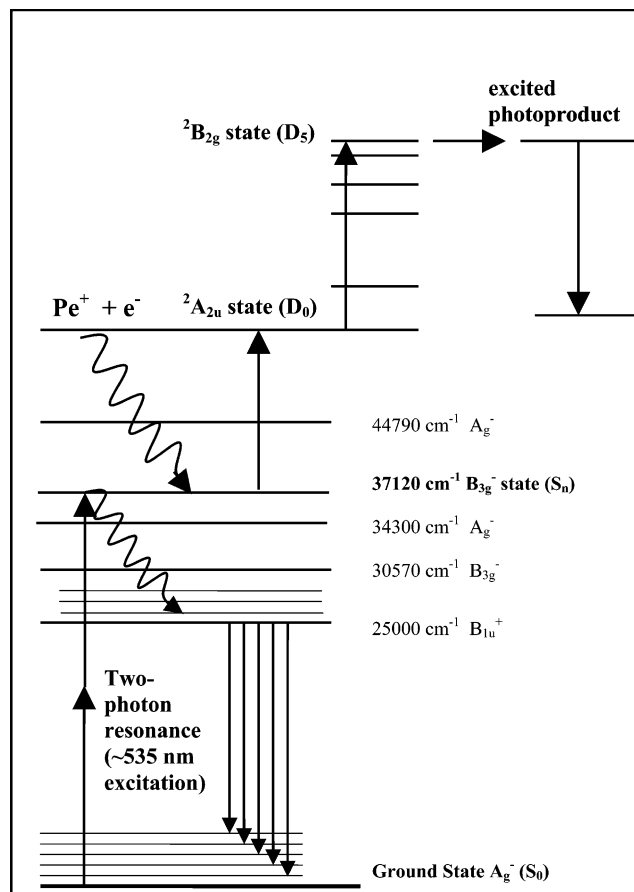 excited
photoproduct
²B₂g state (D₅)
Pe⁺ + e⁻
²A₂u state (D₀)
44790 cm⁻¹ Ag⁻
37120 cm⁻¹ B₃g⁻ state (Sₙ)
34300 cm⁻¹ Ag⁻
30570 cm⁻¹ B₃g⁻
25000 cm⁻¹ B₁u⁺
Two-
photon
resonance
(~535 nm
excitation)
Ground State Ag⁻ (S₀)